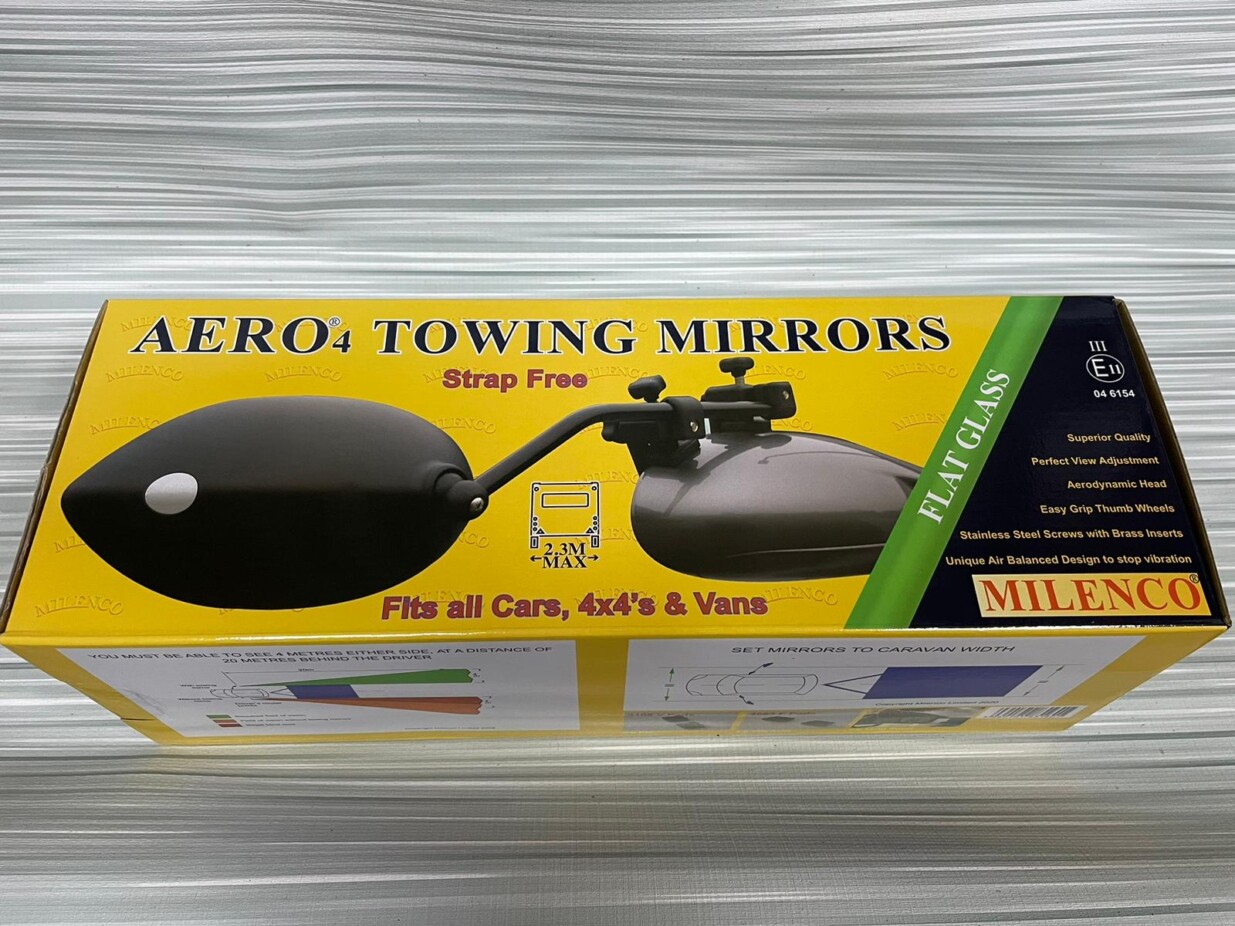 AERO®4 TOWING MIRRORS
Strap Free
III
E11
04 6154
FLAT GLASS
Superior Quality
Perfect View Adjustment
Aerodynamic Head
Easy Grip Thumb Wheels
Stainless Steel Screws with Brass Inserts
Unique Air Balanced Design to stop vibration
MILENCO®
2.3M
MAX
Fits all Cars, 4x4's & Vans
YOU MUST BE ABLE TO SEE 4 METRES EITHER SIDE, AT A DISTANCE OF
20 METRES BEHIND THE DRIVER
SET MIRRORS TO CARAVAN WIDTH